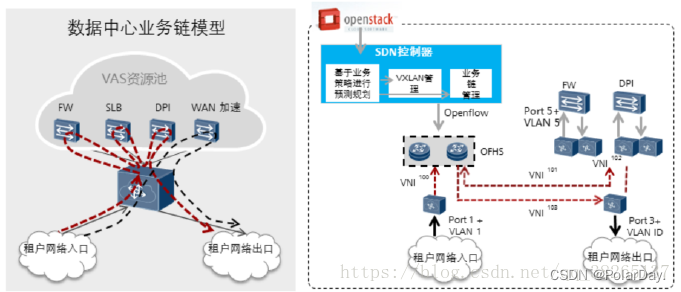 数据中心业务链模型
VAS资源池
FW
SLB
DPI
WAN 加速
租户网络入口
租户网络出口
openstack
SDN控制器
基于业务
策略进行
预测规划
VXLAN管
理
业务
链
管理
Openflow
OFHS
FW
DPI
Port 5+
VLAN 5
VNI 100
VNI 101
VNI 102
VNI 103
Port 1 +
VLAN 1
Port 3+
VLAN ID
租户网络入口
租户网络出口
CSDN @PolarDay.